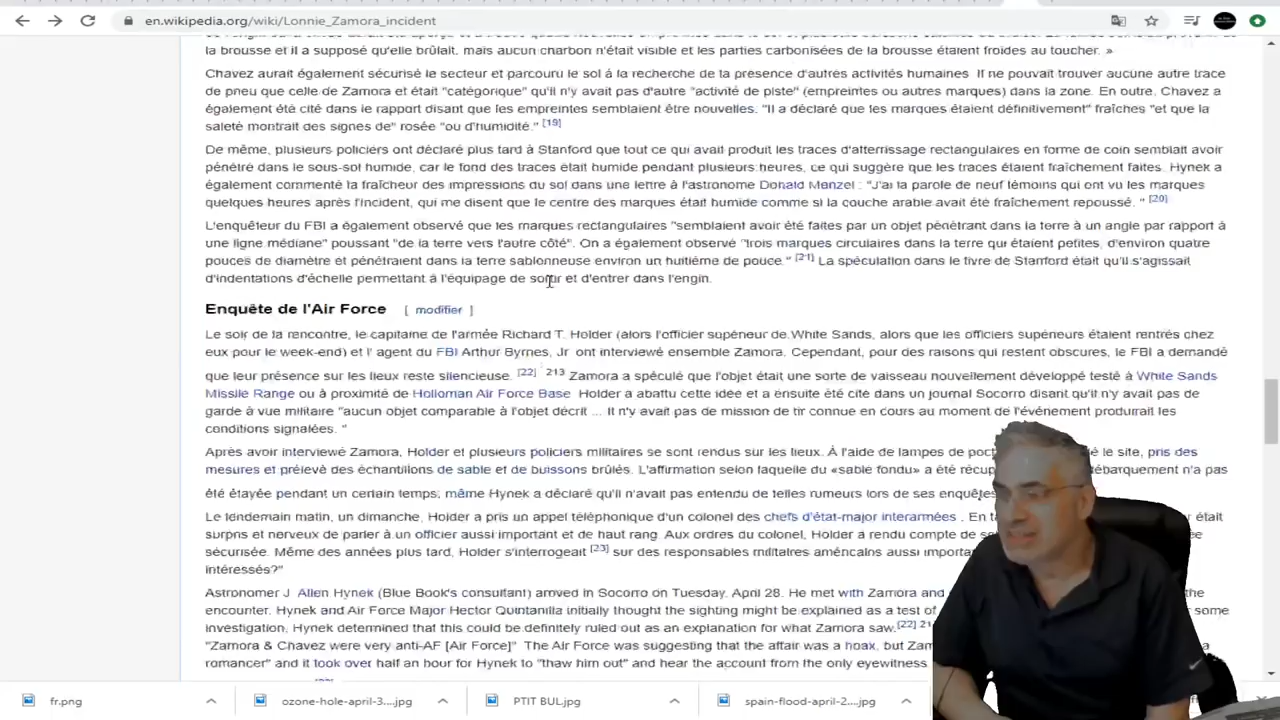 en.wikipedia.org/wiki/Lonnie_Zamora_incident
la brousse et il a supposé qu'elle brûlait, mais aucun charbon n'était visible et les parties carbonisées de la brousse étaient froides au toucher. »
Chavez aurait également sécurisé le secteur et parcouru le sol à la recherche de la présence d'autres activités humaines. Il ne pouvait trouver aucune autre trace
de pneu que celle de Zamora et était "catégorique" qu'il n'y avait pas d'autre "activité de piste" (empreintes ou autres marques) dans la zone. En outre, Chavez a
également été cité dans le rapport disant que les empreintes semblaient être nouvelles. "Il a déclaré que les marques étaient définitivement" fraîches "et que la
saleté montrait des signes de" rosée "ou d'humidité." [19]
De même, plusieurs policiers ont déclaré plus tard à Stanford que tout ce qui avait produit les traces d'atterrissage rectangulaires en forme de coin semblait avoir
pénétré dans le sous-sol humide, car le fond des traces était humide pendant plusieurs heures, ce qui suggère que les traces étaient fraîchement faites. Hynek a
également commenté la fraîcheur des impressions du sol dans une lettre à l'astronome Donald Menzel : "J'ai la parole de neuf témoins qui ont vu les marques
quelques heures après l'incident, qui me disent que le centre des marques était humide comme si la couche arable avait été fraîchement repoussé. " [20]
L'enquêteur du FBI a également observé que les marques rectangulaires "semblaient avoir été faites par un objet pénétrant dans la terre à un angle par rapport à
une ligne médiane" poussant "de la terre vers l'autre côté". On a également observé "trois marques circulaires dans la terre qui étaient petites, d'environ quatre
pouces de diamètre et pénétraient dans la terre sablonneuse environ un huitième de pouce." [21] La spéculation dans le livre de Stanford était qu'il s'agissait
d'indentations d'échelle permettant à l'équipage de sortir et d'entrer dans l'engin.
Enquête de l'Air Force [ modifier ]
Le soir de la rencontre, le capitaine de l'armée Richard T. Holder (alors l'officier supérieur de White Sands, alors que les officiers supérieurs étaient rentrés chez
eux pour le week-end) et l' agent du FBI Arthur Byrnes, Jr ont interviewé ensemble Zamora. Cependant, pour des raisons qui restent obscures, le FBI a demandé
que leur présence sur les lieux reste silencieuse. [22] : 213 Zamora a spéculé que l'objet était une sorte de vaisseau nouvellement développé testé à White Sands
Missile Range ou à proximité de Holloman Air Force Base Holder a abattu cette idée et a ensuite été cité dans un journal Socorro disant qu'il n'y avait pas de
garde à vue militaire "aucun objet comparable à l'objet décrit ... Il n'y avait pas de mission de tir connue en cours au moment de l'événement produirait les
conditions signalées. "
Après avoir interviewé Zamora, Holder et plusieurs policiers militaires se sont rendus sur les lieux. À l'aide de lampes de é le site, pris des
mesures et prélevé des échantillons de sable et de buissons brûlés. L'affirmation selon laquelle du «sable fondu» a été débarquement n'a pas
été étayée pendant un certain temps; même Hynek a déclaré qu'il n'avait pas entendu de telles rumeurs lors de ses
Le lendemain matin, un dimanche, Holder a pris un appel téléphonique d'un colonel des chefs d'état-major interarmées . était
surpris et nerveux de parler à un officier aussi important et de haut rang. Aux ordres du colonel, Holder a rendu compte de
sécurisée. Même des années plus tard, Holder s'interrogeait [23] sur des responsables militaires américains aussi
intéressés?"
Astronomer J Allen Hynek (Blue Book's consultant) arrived in Socorro on Tuesday, April 28. He met with Zamora and the
encounter. Hynek and Air Force Major Hector Quintanilla initially thought the sighting might be explained as a test of some
investigation, Hynek determined that this could be definitely ruled out as an explanation for what Zamora saw. [22]
"Zamora & Chavez were very anti-AF [Air Force]" The Air Force was suggesting that the affair was a hoax, but
romancer" and it took over half an hour for Hynek to "thaw him out" and hear the account from the only eyewitness
fr.png
ozone-hole-april-3....jpg
PTIT BUL.jpg
spain-flood-april-2....jpg